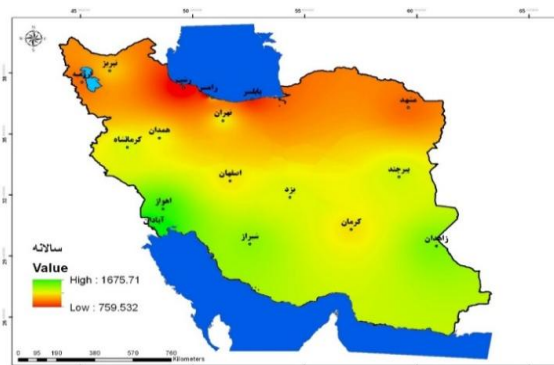 45
50
55
60
65
تبریز
ارومیه
رشت
رامسر
بابلسر
مشهد
تهران
همدان
کرمانشاه
بیرجند
اصفهان
یزد
اهواز
آبادان
شیراز
کرمان
زاهدان
سالانه
Value
High : 1675.71
Low : 759.532
0 95 190 380 570 760
Kilometers